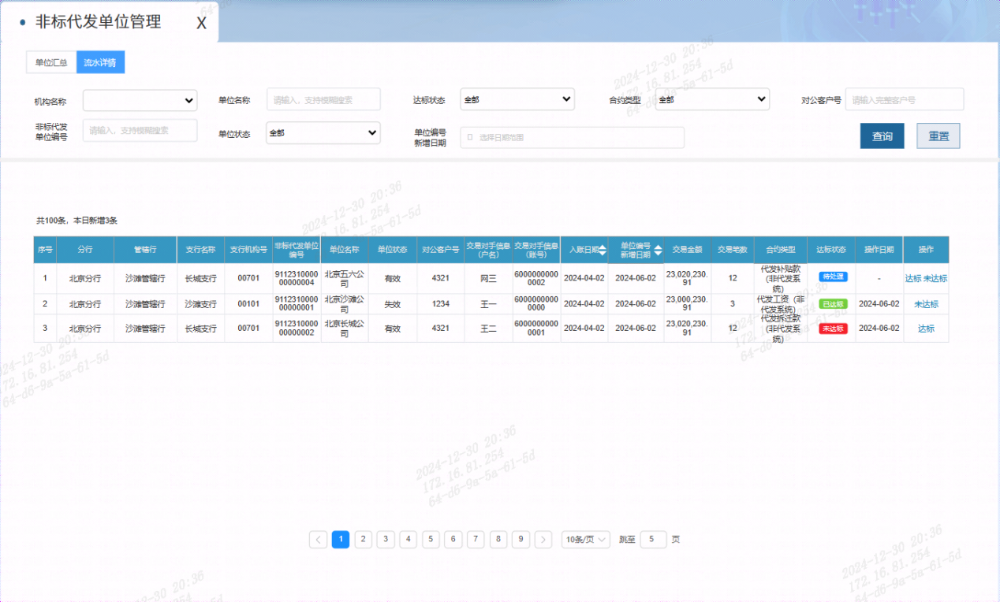 非标代发单位管理 X
单位汇总 流水详情
机构名称 单位名称 请输入，支持模糊搜索 达标状态 全部 合约类型 全部 对公客户号 请输入完整客户号
非标代发
单位编号 请输入，支持模糊搜索 单位状态 全部 单位编号
新增日期 选择日期范围 查询 重置
共100条，本日新增3条
序号 分行 管辖行 支行名称 支行机构号 非标代发单位
编号 单位名称 单位状态 对公客户号 交易对手信息
（户名） 交易对手信息
（账号） 入账日期 单位编号
新增日期 交易金额 交易笔数 合约类型 达标状态 操作日期 操作
1 北京分行 沙滩管辖行 长城支行 00701 9112310000
00000004 北京五六公
司 有效 4321 网三 6000000000
0002 2024-04-02 2024-06-02 23,020,230.
91 12 代发补贴款
（非代发系
统) 待处理 - 达标 未达标
2 北京分行 沙滩管辖行 沙滩支行 00101 9112310000
00000001 北京沙滩公
司 失效 1234 王一 6000000000
0000 2024-04-02 2024-06-02 23,000,230.
91 3 代发工资（非
代发系统) 已达标 2024-06-02 未达标
3 北京分行 沙滩管辖行 长城支行 00701 9112310000
00000002 北京长城公
司 有效 4321 王二 6000000000
0001 2024-04-02 2024-06-02 23,020,230.
91 12 代发拆迁款
（非代发系
统) 未达标 2024-06-02 达标
1 2 3 4 5 6 7 8 9 10条/页 跳至 5 页
2024-12-30 20:36
172.16.81.254
64-d6-9a-5a-61-5d